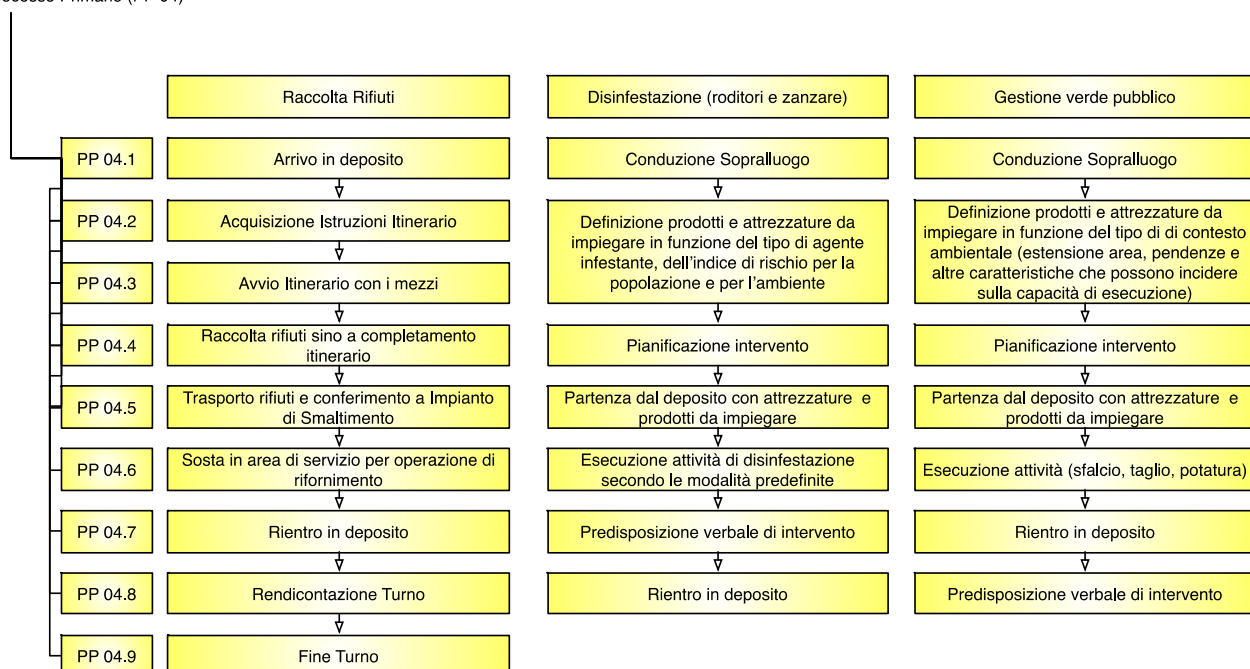 Raccolta Rifiuti
Disinfestazione (roditori e zanzare)
Gestione verde pubblico
PP 04.1
Arrivo in deposito
Conduzione Sopralluogo
Conduzione Sopralluogo
PP 04.2
Acquisizione Istruzioni Itinerario
Definizione prodotti e attrezzature da
impiegare in funzione del tipo di agente
infestante, dell'indice di rischio per la
popolazione e per l'ambiente
Definizione prodotti e attrezzature da
impiegare in funzione del tipo di di contesto
ambientale (estensione area, pendenze e
altre caratteristiche che possono incidere
sulla capacità di esecuzione)
PP 04.3
Avvio Itinerario con i mezzi
PP 04.4
Raccolta rifiuti sino a completamento
itinerario
Pianificazione intervento
Pianificazione intervento
PP 04.5
Trasporto rifiuti e conferimento a Impianto
di Smaltimento
Partenza dal deposito con attrezzature e
prodotti da impiegare
Partenza dal deposito con attrezzature e
prodotti da impiegare
PP 04.6
Sosta in area di servizio per operazione di
rifornimento
Esecuzione attività di disinfestazione
secondo le modalità predefinite
Esecuzione attività (sfalcio, taglio, potatura)
PP 04.7
Rientro in deposito
Predisposizione verbale di intervento
Rientro in deposito
PP 04.8
Rendicontazione Turno
Rientro in deposito
Predisposizione verbale di intervento
PP 04.9
Fine Turno